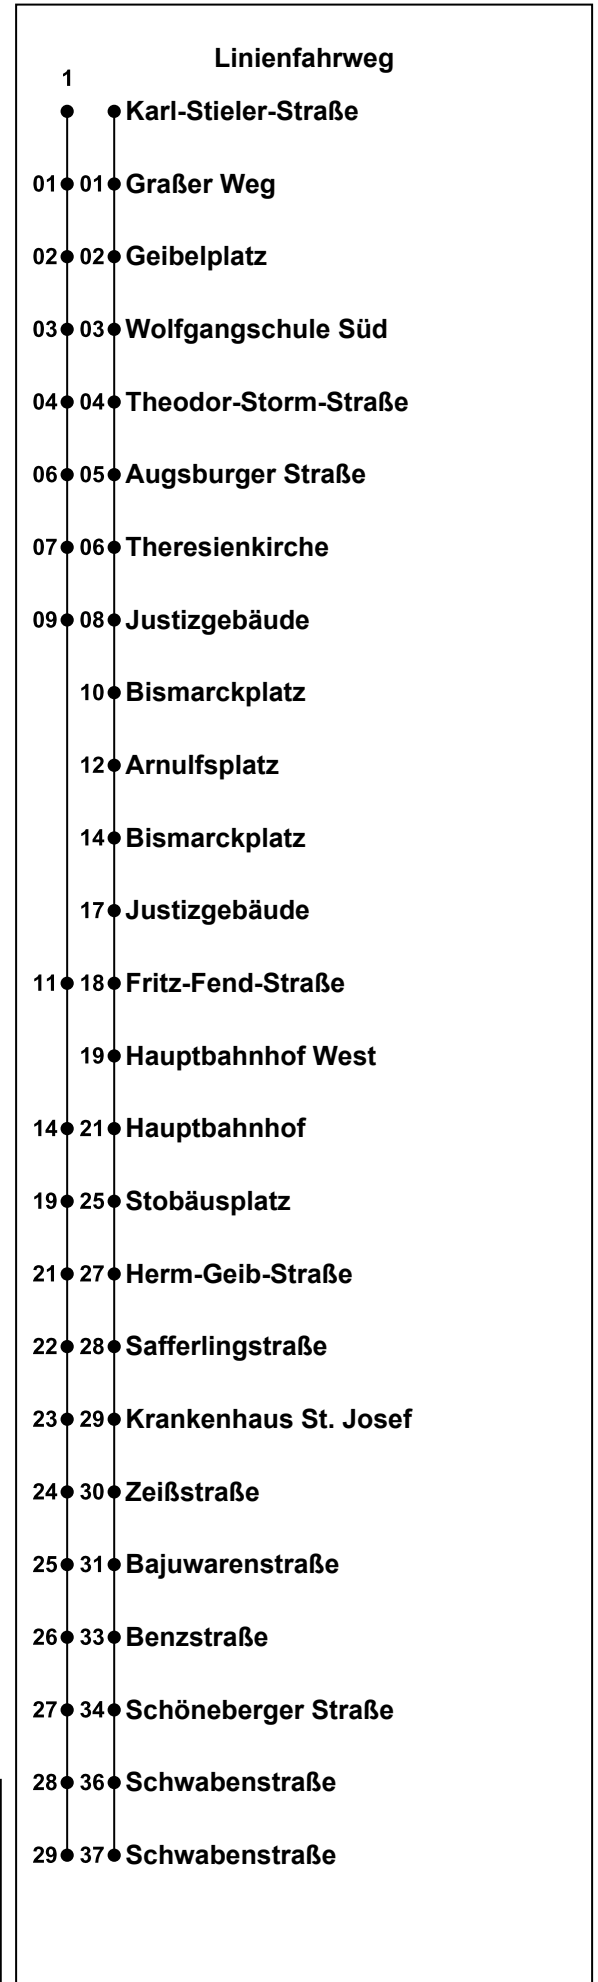 Linienfahrweg
1
Karl-Stieler-Straße
01 01 Graßer Weg
02 02 Geibelplatz
03 03 Wolfgangschule Süd
04 04 Theodor-Storm-Straße
06 05 Augsburger Straße
07 06 Theresienkirche
09 08 Justizgebäude
10 Bismarckplatz
12 Arnulfsplatz
14 Bismarckplatz
17 Justizgebäude
11 18 Fritz-Fend-Straße
19 Hauptbahnhof West
14 21 Hauptbahnhof
19 25 Stobäusplatz
21 27 Herm-Geib-Straße
22 28 Safferlingstraße
23 29 Krankenhaus St. Josef
24 30 Zeißstraße
25 31 Bajuwarenstraße
26 33 Benzstraße
27 34 Schöneberger Straße
28 36 Schwabenstraße
29 37 Schwabenstraße